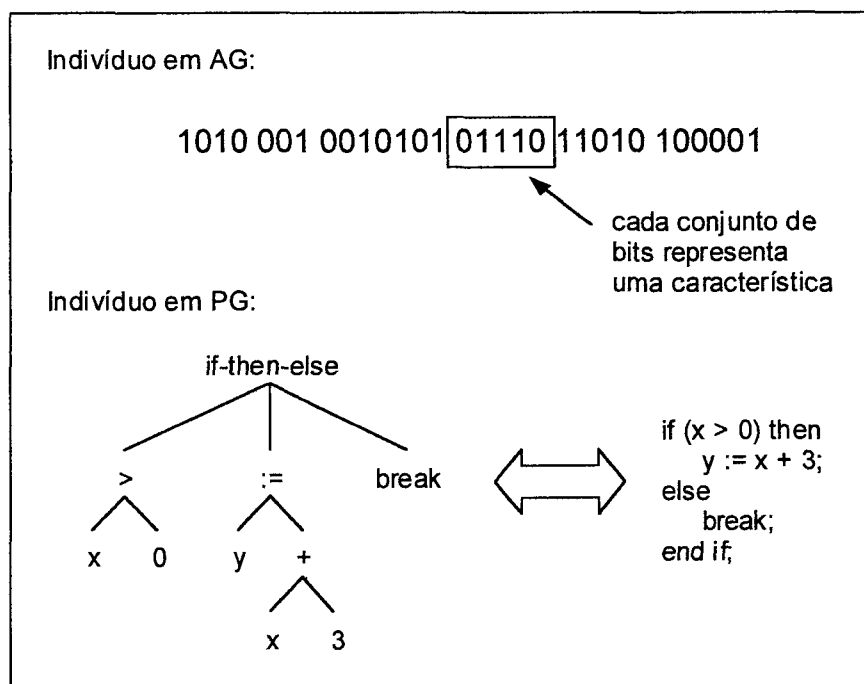 Indivíduo em AG:
1010 001 0010101 01110 11010 100001
cada conjunto de
bits representa
uma característica
Indivíduo em PG:
if-then-else
> := break
x 0 y +
x 3
if (x > 0) then
y := x + 3;
else
break;
end if;